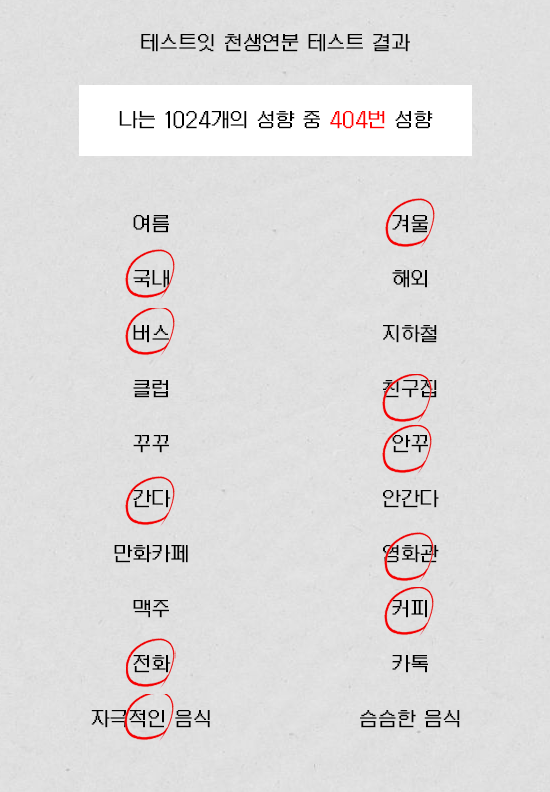 테스트잇 천생연분 테스트 결과
나는 1024개의 성향 중 404번 성향
여름 겨울
국내 해외
버스 지하철
클럽 친구집
꾸꾸 안꾸
간다 안간다
만화카페 영화관
맥주 커피
전화 카톡
자극적인 음식 슴슴한 음식